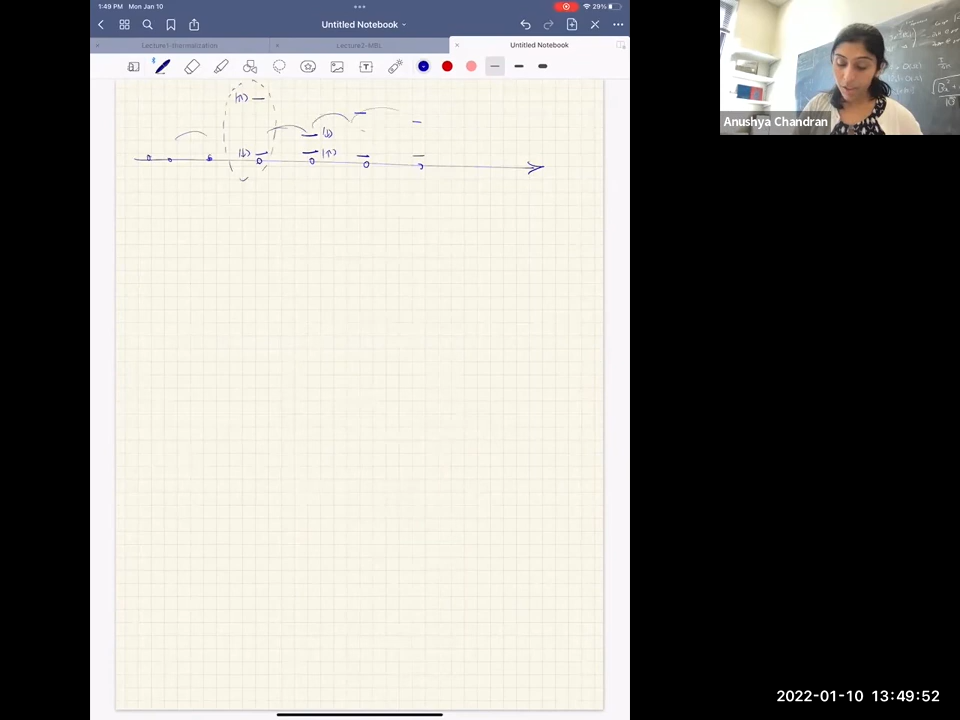 1:49 PM Mon Jan 10
29%
Untitled Notebook
Lecture1-thermalization
Lecture2-MBL
Untitled Notebook
|↑⟩
|↓⟩
|↓⟩
|↑⟩
Anushya Chandran
2022-01-10 13:49:52